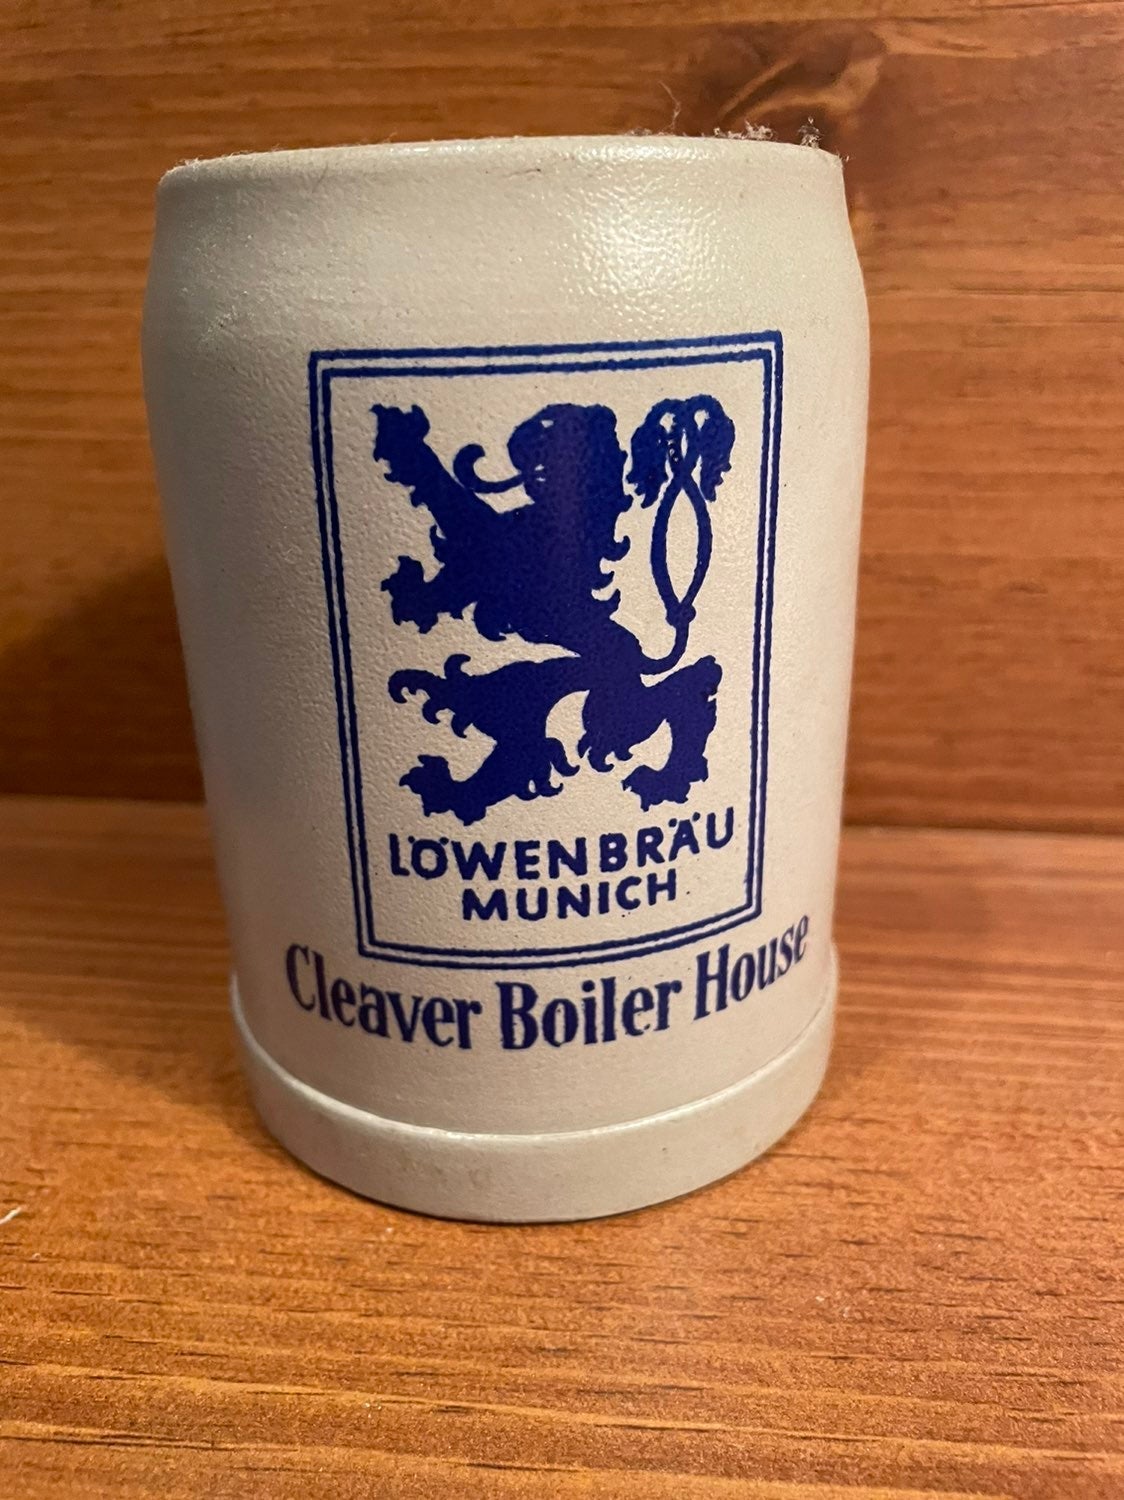 LÖWENBRÄU
MUNICH
Cleaver Boiler House